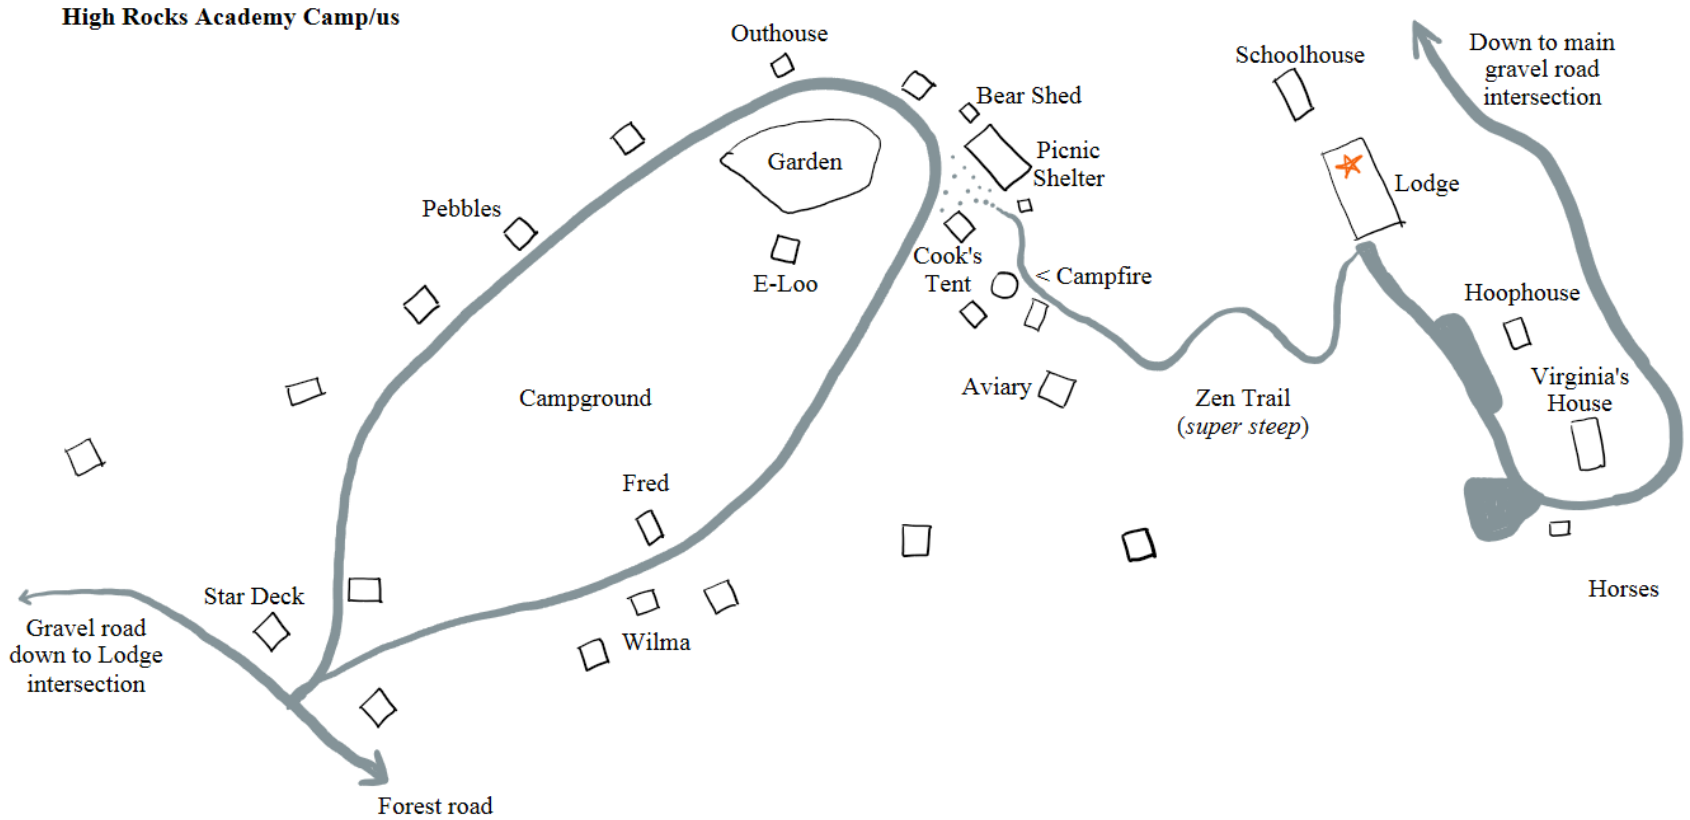 High Rocks Academy Camp/us
Outhouse
Schoolhouse
Down to main
gravel road
intersection
Bear Shed
Picnic
Shelter
Garden
Lodge
Pebbles
Cook's
Tent
< Campfire
E-Loo
Hoophouse
Virginia's
House
Aviary
Zen Trail
(super steep)
Campground
Fred
Star Deck
Horses
Gravel road
down to Lodge
intersection
Wilma
Forest road